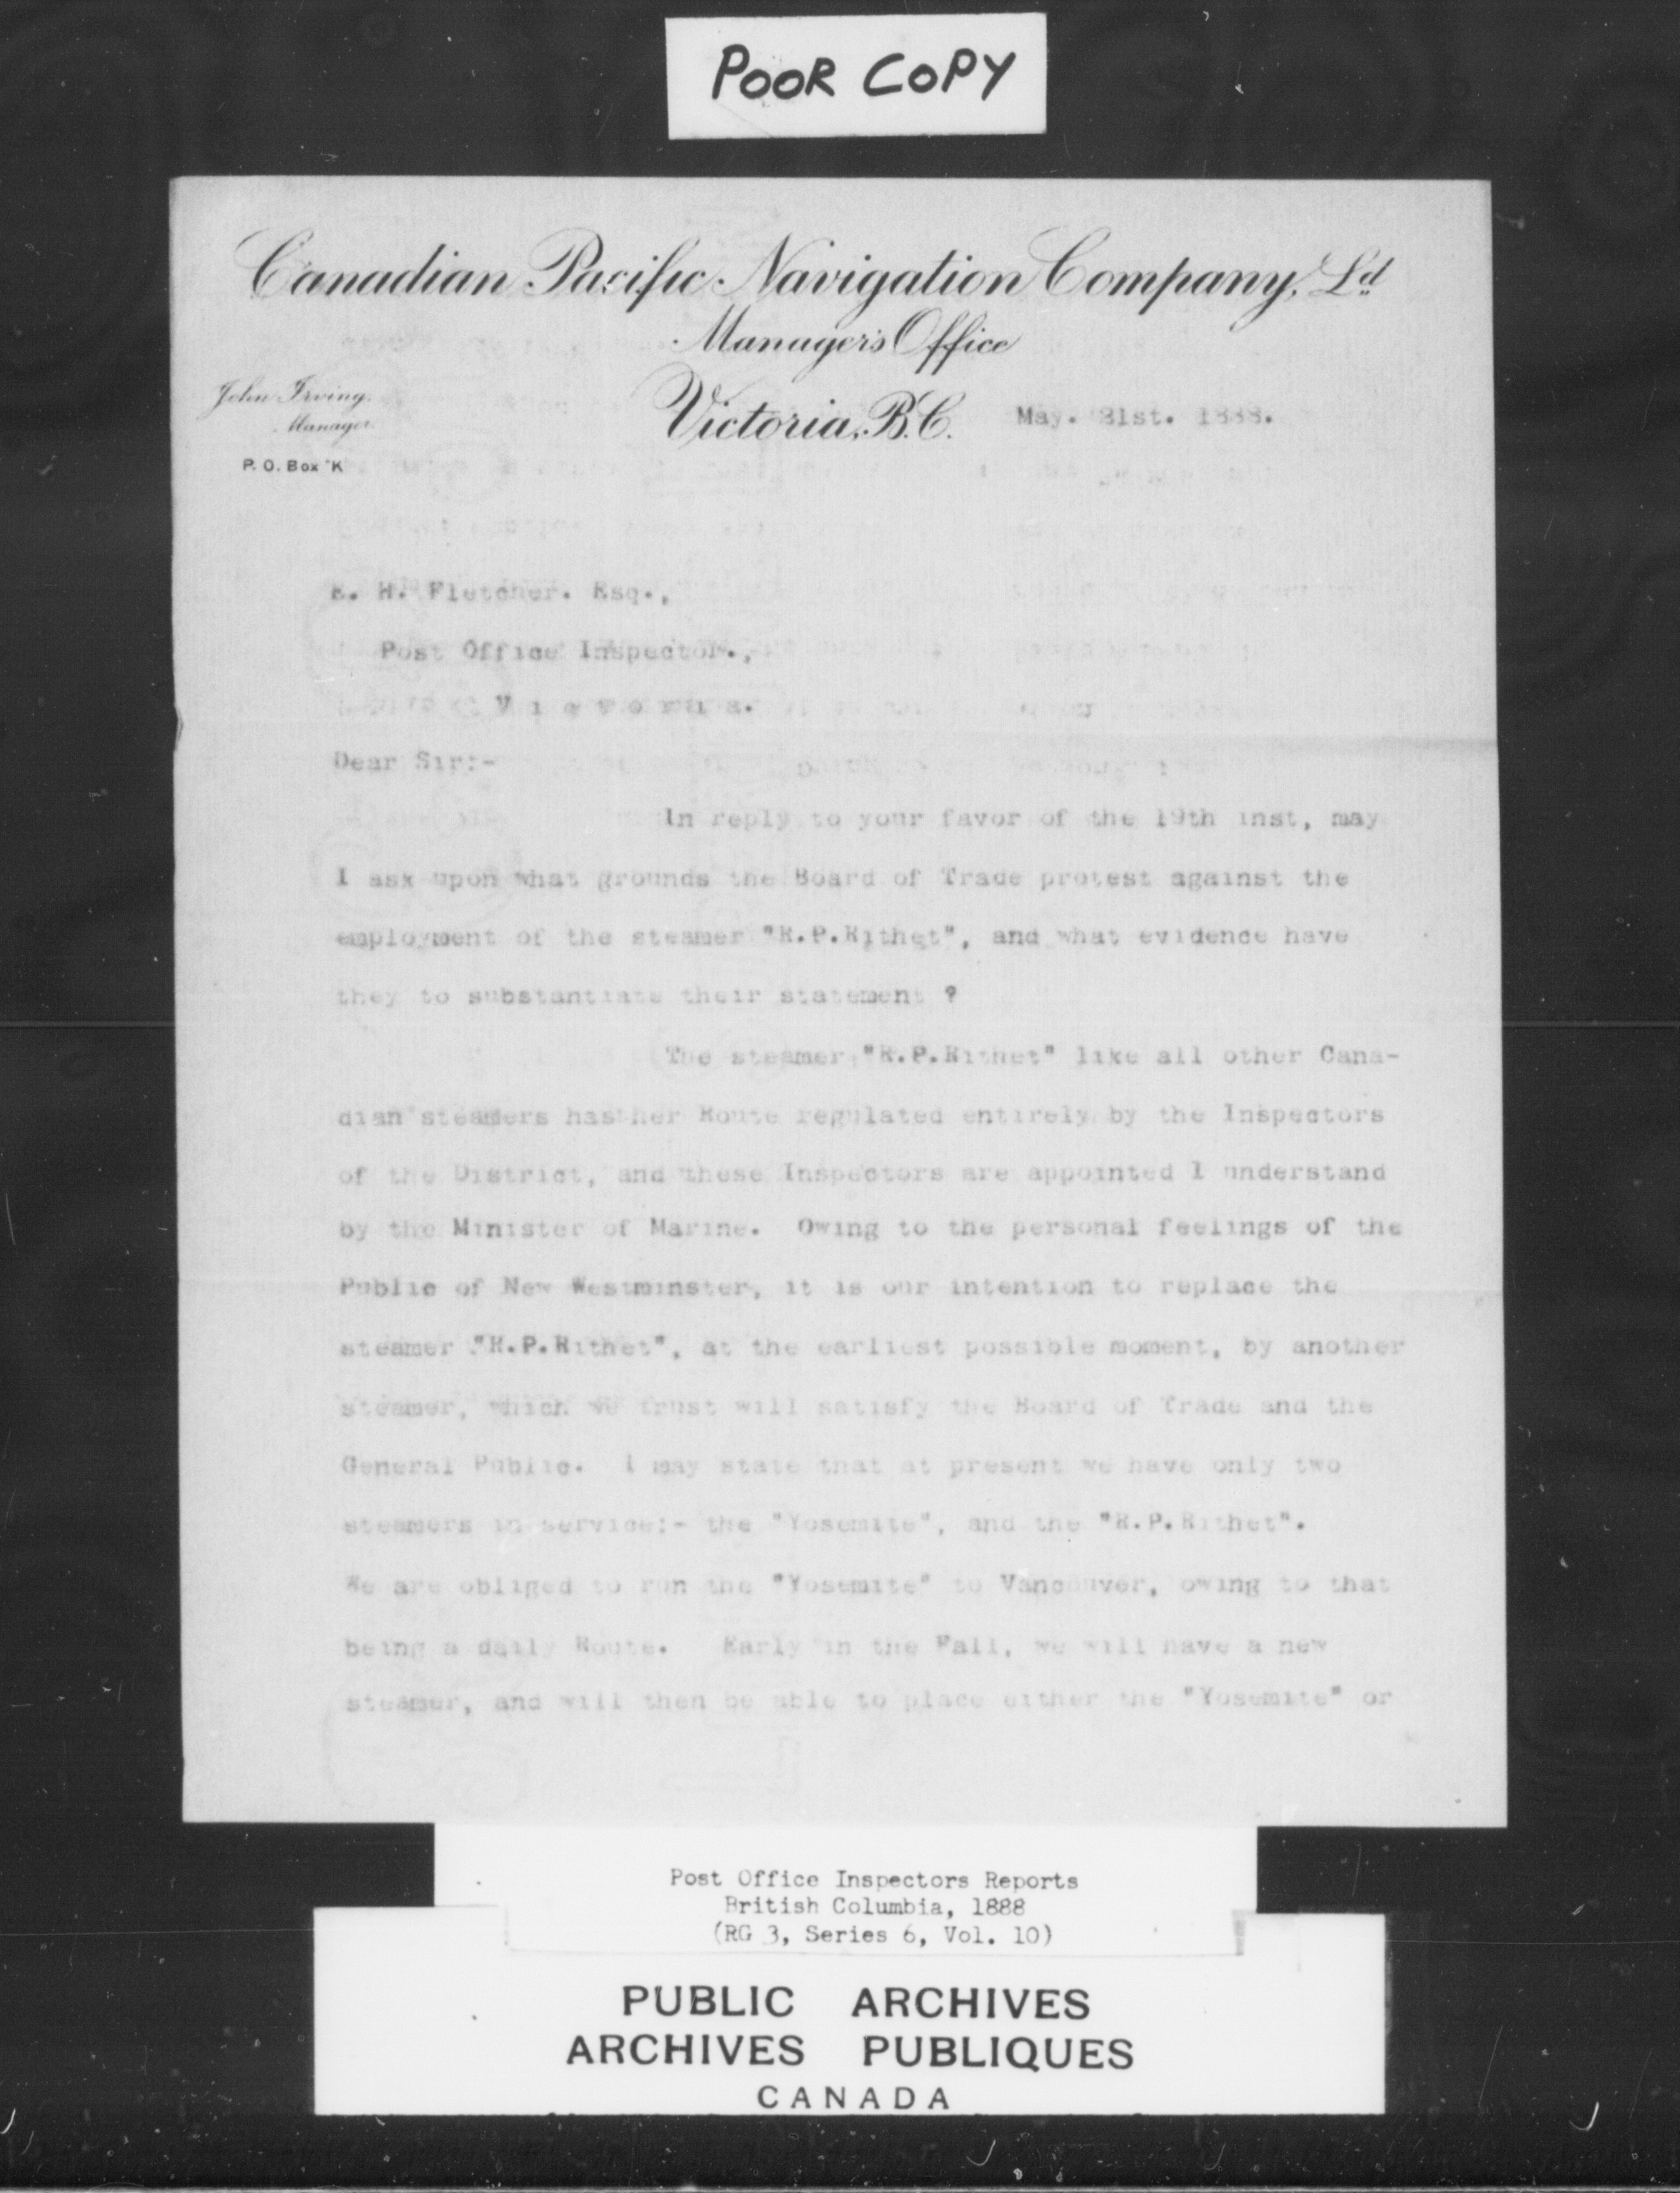 POOR COPY
Canadian Pacific Navigation Company, Ld
Manager's Office
John Irving.
Manager.
Victoria, B.C. May. 31st. 1888.
P. O. Box "K
E. H. Fletcher. Esq.,
Post Office Inspector.,
V i c t o r i a.
Dear Sir:-
In reply to your favor of the 19th inst, may
I ask upon what grounds the Board of Trade protest against the
employment of the steamer "R.P.Rithet", and what evidence have
they to substantiate their statement ?
The steamer "R.P.Rithet" like all other Cana-
dian steamers has her Route regulated entirely by the Inspectors
of the District, and these Inspectors are appointed I understand
by the Minister of Marine. Owing to the personal feelings of the
Public of New Westminster, it is our intention to replace the
steamer "R.P.Rithet", at the earliest possible moment, by another
steamer, which we trust will satisfy the Board of Trade and the
General Public. I may state that at present we have only two
steamers in service:- the "Yosemite", and the "R.P.Rithet".
We are obliged to run the "Yosemite" to Vancouver, owing to that
being a daily Route. Early in the Fall, we will have a new
steamer, and will then be able to place either the "Yosemite" or
Post Office Inspectors Reports
British Columbia, 1888
(RG 3, Series 6, Vol. 10)
PUBLIC ARCHIVES
ARCHIVES PUBLIQUES
CANADA